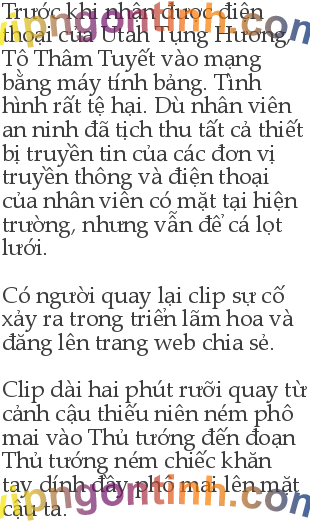 Trước khi nhận được điện
thoại của Utah Tụng Hương,
Tô Thâm Tuyết vào mạng
bằng máy tính bảng. Tình
hình rất tệ hại. Dù nhân viên
an ninh đã tịch thu tất cả thiết
bị truyền tin của các đơn vị
truyền thông và điện thoại
của nhân viên có mặt tại hiện
trường, nhưng vẫn để cá lọt
lưới.
Có người quay lại clip sự cố
xảy ra trong triển lãm hoa và
đăng lên trang web chia sẻ.
Clip dài hai phút rưỡi quay từ
cảnh cậu thiếu niên ném phô
mai vào Thủ tướng đến đoạn
Thủ tướng ném chiếc khăn
tay dính đầy phô mai lên mặt
cậu ta.